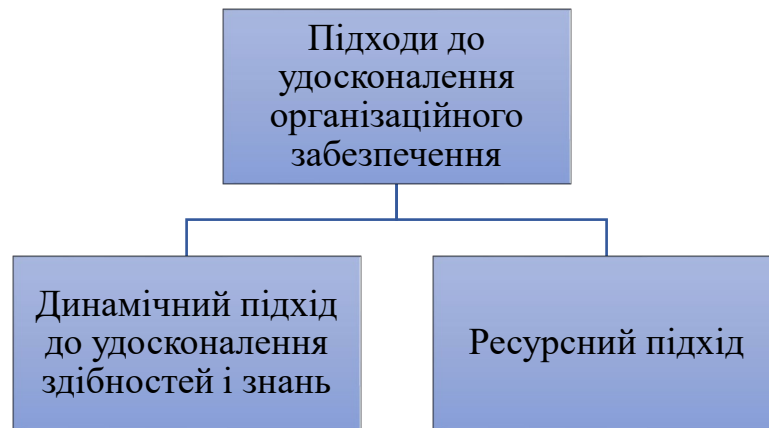 Підходи до
удосконалення
організаційного
забезпечення
Динамічний підхід
до удосконалення
здібностей і знань
Ресурсний підхід